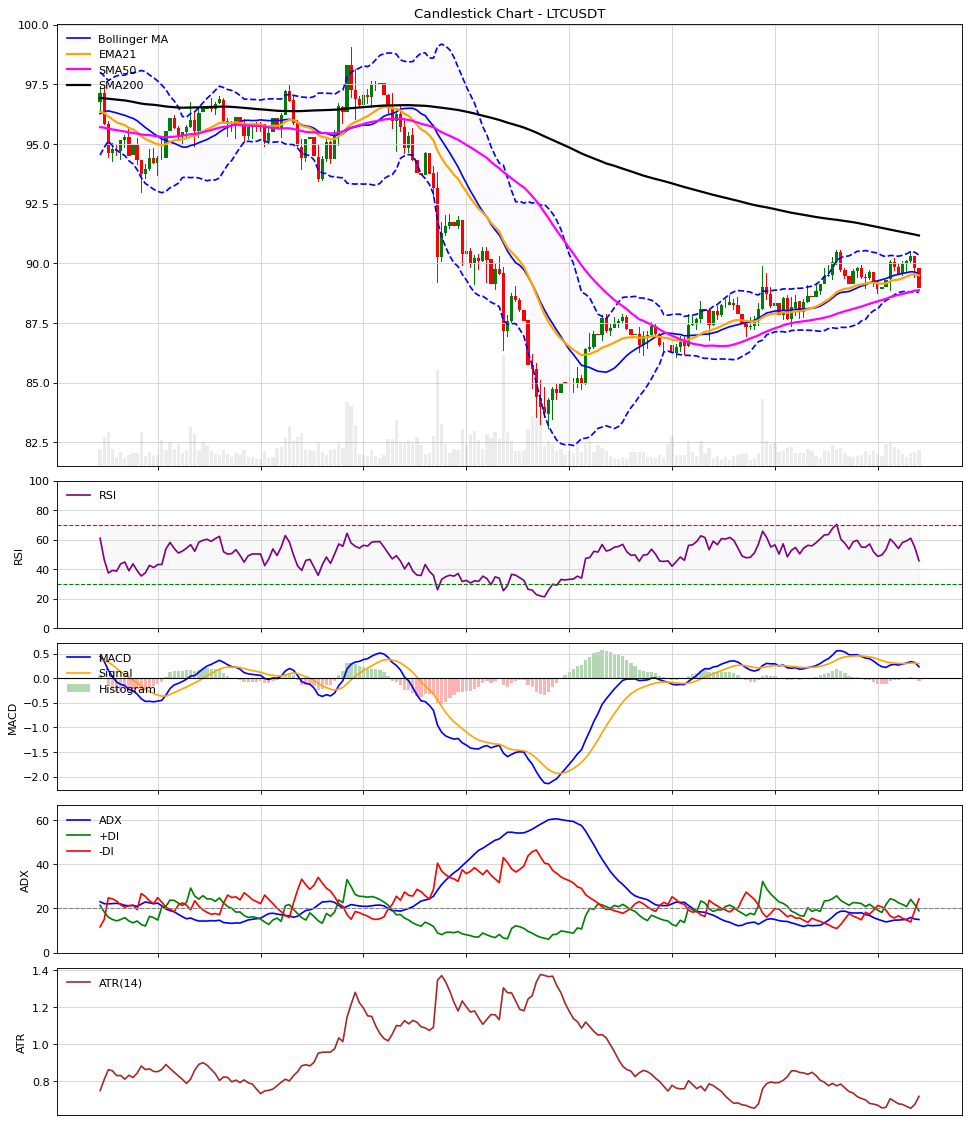 Candlestick Chart - LTCUSDT
100.0
97.5
95.0
92.5
90.0
87.5
85.0
82.5
Bollinger MA
EMA21
SMA50
SMA200
100
80
60
40
20
0
RSI
RSI
0.5
0.0
−0.5
−1.0
−1.5
−2.0
MACD
MACD
Signal
Histogram
60
40
20
0
ADX
ADX
+DI
-DI
1.4
1.2
1.0
0.8
ATR
ATR(14)